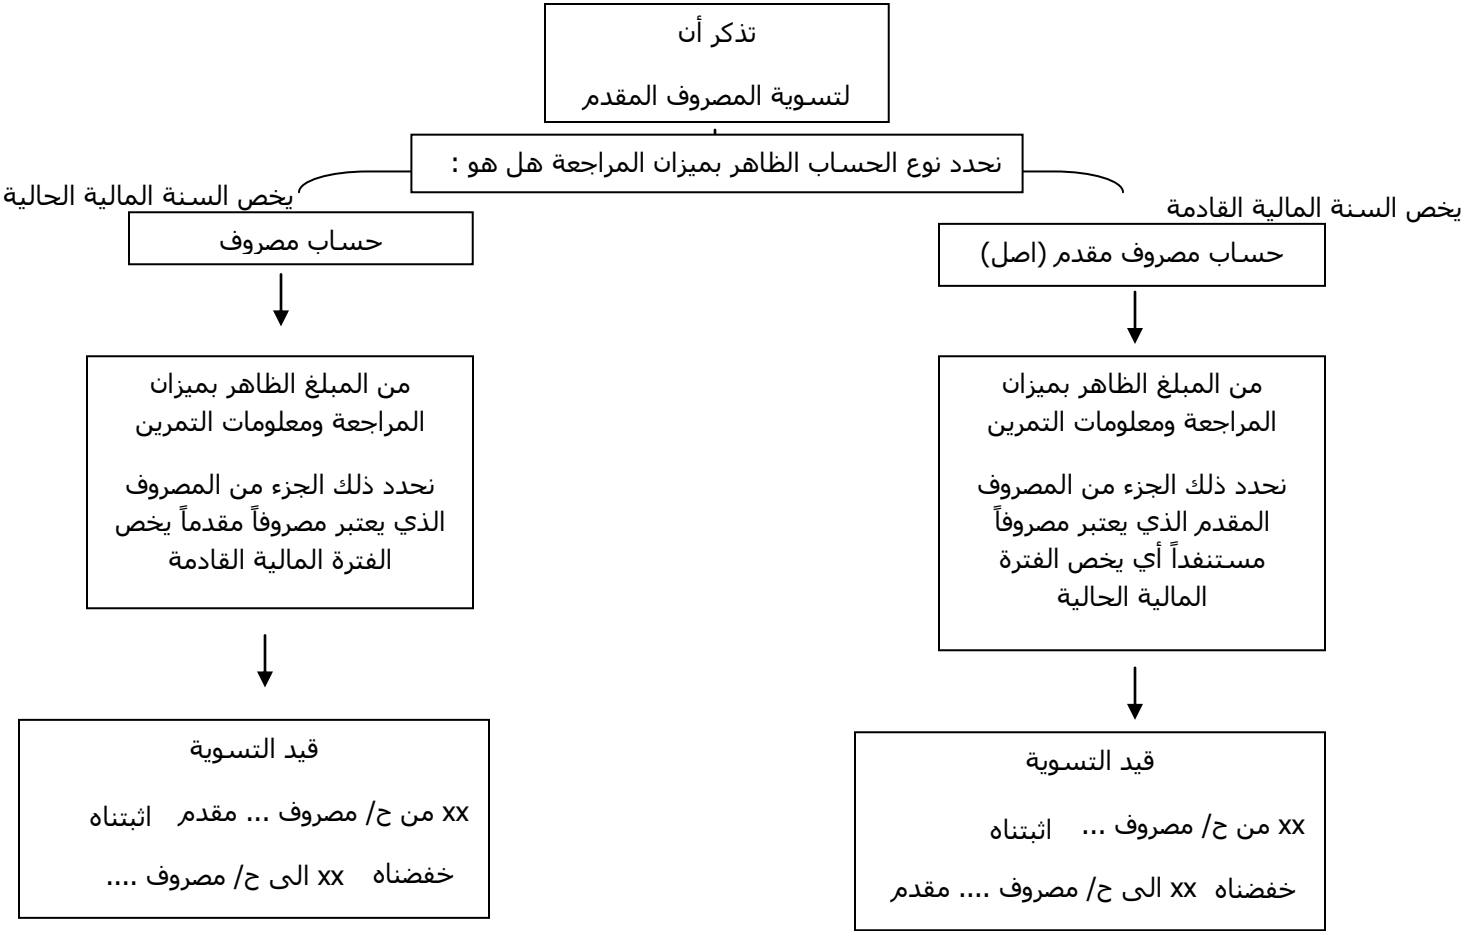 تذكر أن
لتسوية المصروف المقدم
نحدد نوع الحساب الظاهر بميزان المراجعة هل هو :
يخص السنة المالية القادمة
حساب مصروف مقدم (اصل)
من المبلغ الظاهر بميزان
المراجعة ومعلومات التمرين
نحدد ذلك الجزء من المصروف
المقدم الذي يعتبر مصروفاً
مستنفداً أي يخص الفترة
المالية الحالية
قيد التسوية
xx من ح/ مصروف ... اثبتناه
خفضناه xx الى ح/ مصروف .... مقدم
يخص السنة المالية الحالية
حساب مصروف
من المبلغ الظاهر بميزان
المراجعة ومعلومات التمرين
نحدد ذلك الجزء من المصروف
الذي يعتبر مصروفاً مقدماً يخص
الفترة المالية القادمة
قيد التسوية
xx من ح/ مصروف ... مقدم اثبتناه
خفضناه xx الى ح/ مصروف ....